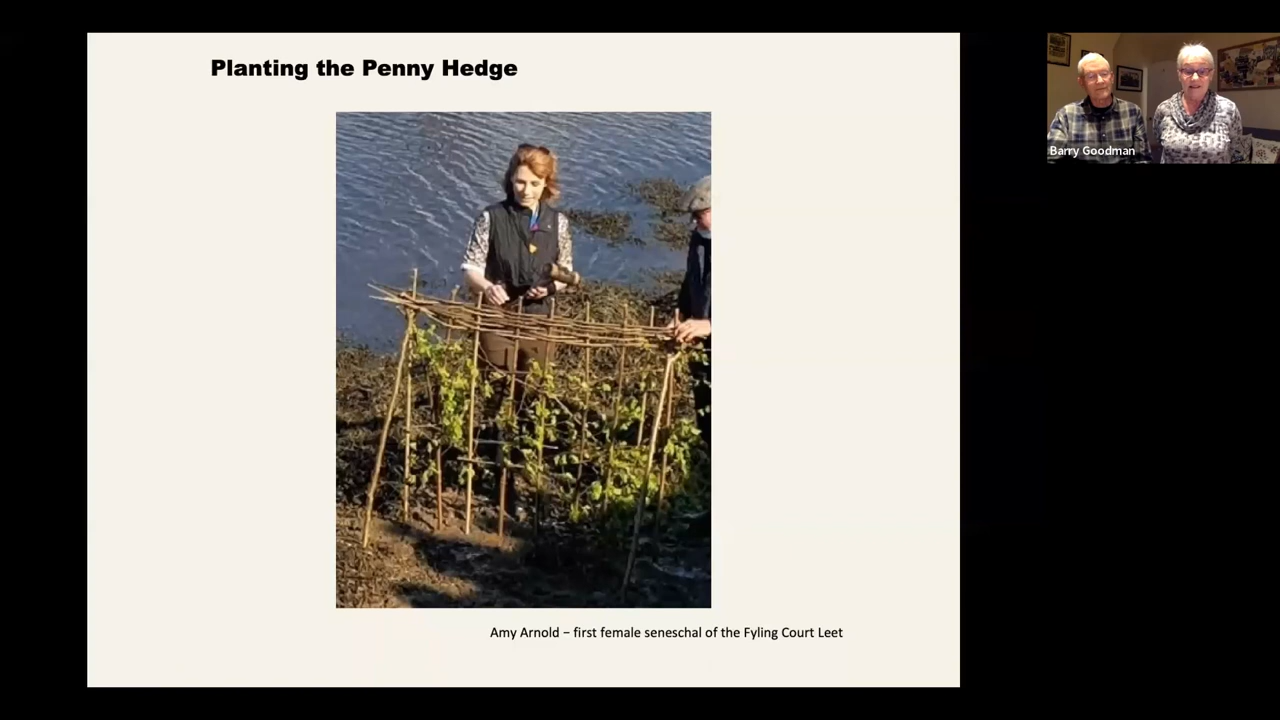 Planting the Penny Hedge
Barry Goodman
Amy Arnold – first female seneschal of the Fyling Court Leet